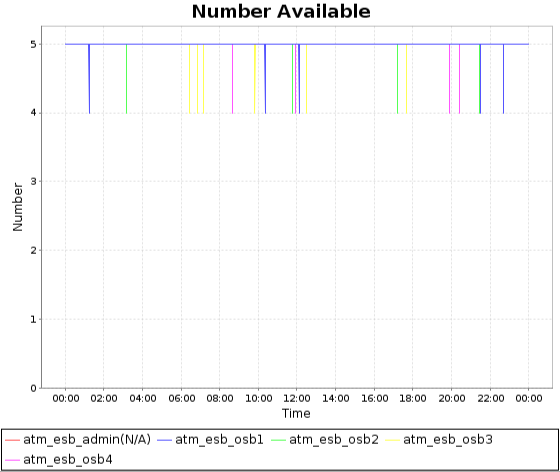 Number Available
5
4
3
2
1
0
Number
00:00 02:00 04:00 06:00 08:00 10:00 12:00 14:00 16:00 18:00 20:00 22:00 00:00
Time
atm_esb_admin(N/A) atm_esb_osb1 atm_esb_osb2 atm_esb_osb3
atm_esb_osb4